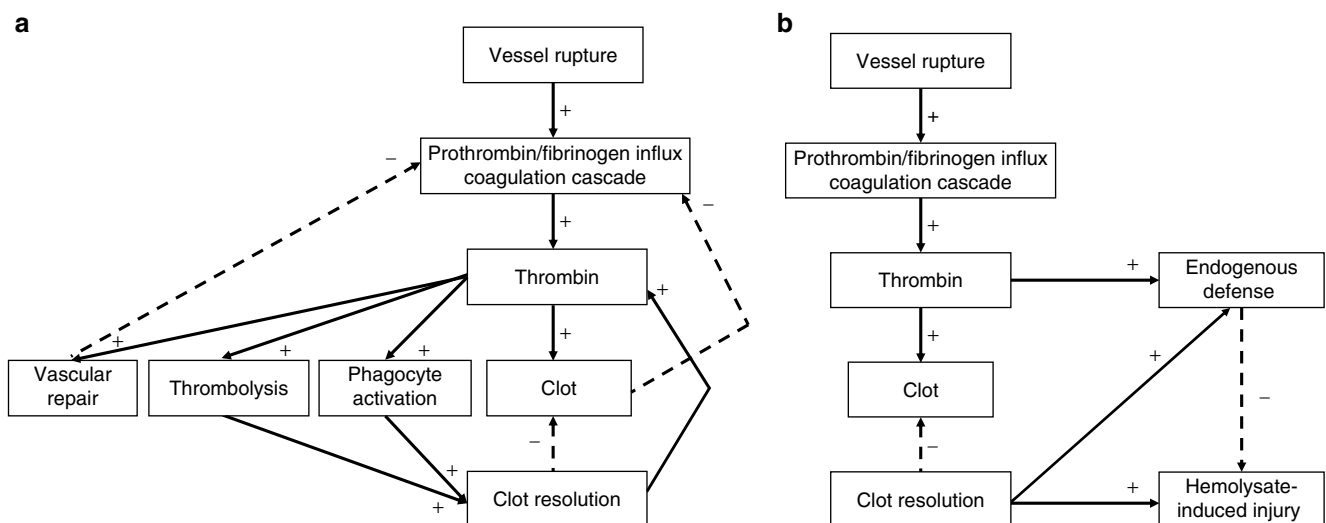 a
Vessel rupture
+
Prothrombin/fibrinogen influx
coagulation cascade
−
−
+
Thrombin
+
+
+
+
+
Vascular
repair
Thrombolysis
Phagocyte
activation
Clot
−
+
+
Clot resolution
b
Vessel rupture
+
Prothrombin/fibrinogen influx
coagulation cascade
+
Thrombin
+
Endogenous
defense
+
+
Clot
−
−
Clot resolution
+
Hemolysate-
induced injury